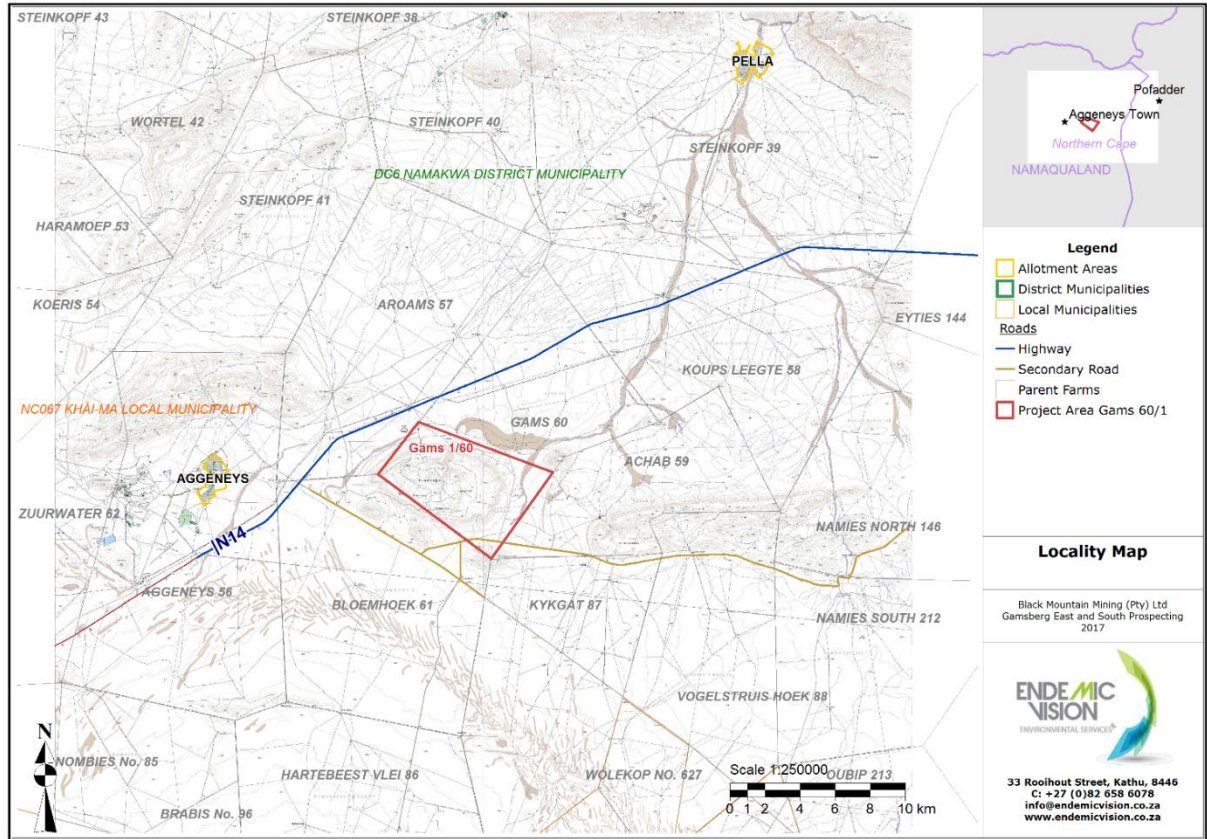 STEINKOPF 43
STEINKOPF 38
PELLA
WORTEL 42
STEINKOPF 40
STEINKOPF 39
DC6 NAMAKWA DISTRICT MUNICIPALITY
STEINKOPF 41
HARAMOEP 53
KOERIS 54
AROAMS 57
EYTIES 144
KOUPS LEEGTE 58
NC067 KHÂI-MA LOCAL MUNICIPALITY
GAMS 60
Gams 1/60
ACHAB 59
AGGENEYS
ZUURWATER 62
NAMIES NORTH 146
N14
AGGENEYS 56
BLOEMHOEK 61
KYKGAT 87
NAMIES SOUTH 212
VOGELSTRUIS HOEK 88
N
NOMBIES No. 85
HARTEBEEST VLEI 86
WOLEKOP NO. 627
OUBIP 213
BRABIS No. 96
Scale 1:250000
0 1 2 4 6 8 10 km
Pofadder
Aggeneys Town
Northern Cape
NAMAQUALAND
Legend
Allotment Areas
District Municipalities
Local Municipalities
Roads
Highway
Secondary Road
Parent Farms
Project Area Gams 60/1
Locality Map
Black Mountain Mining (Pty) Ltd
Gamsberg East and South Prospecting
2017
ENDEMIC
VISION
ENVIRONMENTAL SERVICES
33 Rooihout Street, Kathu, 8446
C: +27 (0)82 658 6078
info@endemicvision.co.za
www.endemicvision.co.za